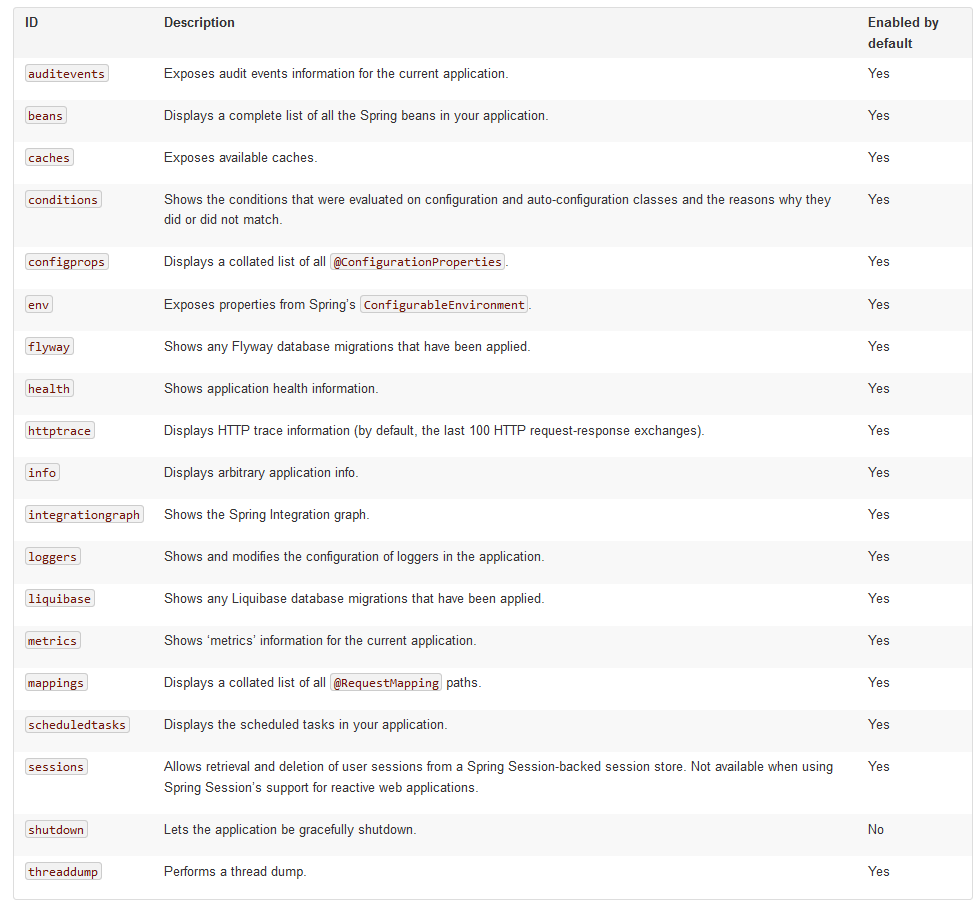 ID Description Enabled by
default
auditevents Exposes audit events information for the current application. Yes
beans Displays a complete list of all the Spring beans in your application. Yes
caches Exposes available caches. Yes
conditions Shows the conditions that were evaluated on configuration and auto-configuration classes and the reasons why they Yes
did or did not match.
configprops Displays a collated list of all @ConfigurationProperties. Yes
env Exposes properties from Spring’s ConfigurableEnvironment. Yes
flyway Shows any Flyway database migrations that have been applied. Yes
health Shows application health information. Yes
httptrace Displays HTTP trace information (by default, the last 100 HTTP request-response exchanges). Yes
info Displays arbitrary application info. Yes
integrationgraph Shows the Spring Integration graph. Yes
loggers Shows and modifies the configuration of loggers in the application. Yes
liquibase Shows any Liquibase database migrations that have been applied. Yes
metrics Shows ‘metrics’ information for the current application. Yes
mappings Displays a collated list of all @RequestMapping paths. Yes
scheduledtasks Displays the scheduled tasks in your application. Yes
sessions Allows retrieval and deletion of user sessions from a Spring Session-backed session store. Not available when using Yes
Spring Session’s support for reactive web applications.
shutdown Lets the application be gracefully shutdown. No
threaddump Performs a thread dump. Yes